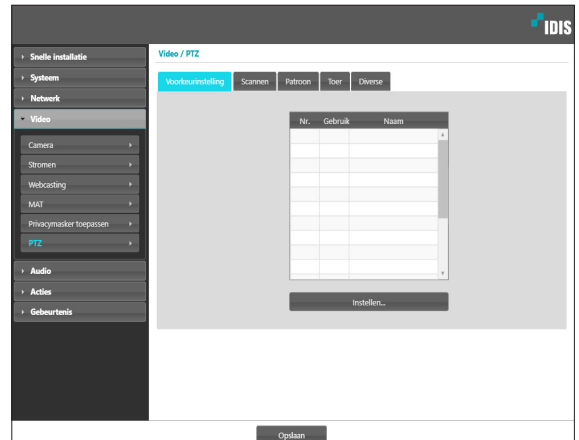 IDIS
Snelle installatie
Systeem
Netwerk
Video
Camera
Stromen
Webcasting
MAT
Privacymasker toepassen
PTZ
Audio
Acties
Gebeurtenis
Video / PTZ
Voorkeurinstelling Scannen Patroon Toer Diverse
Nr. Gebruik Naam
Instellen...
Opslaan